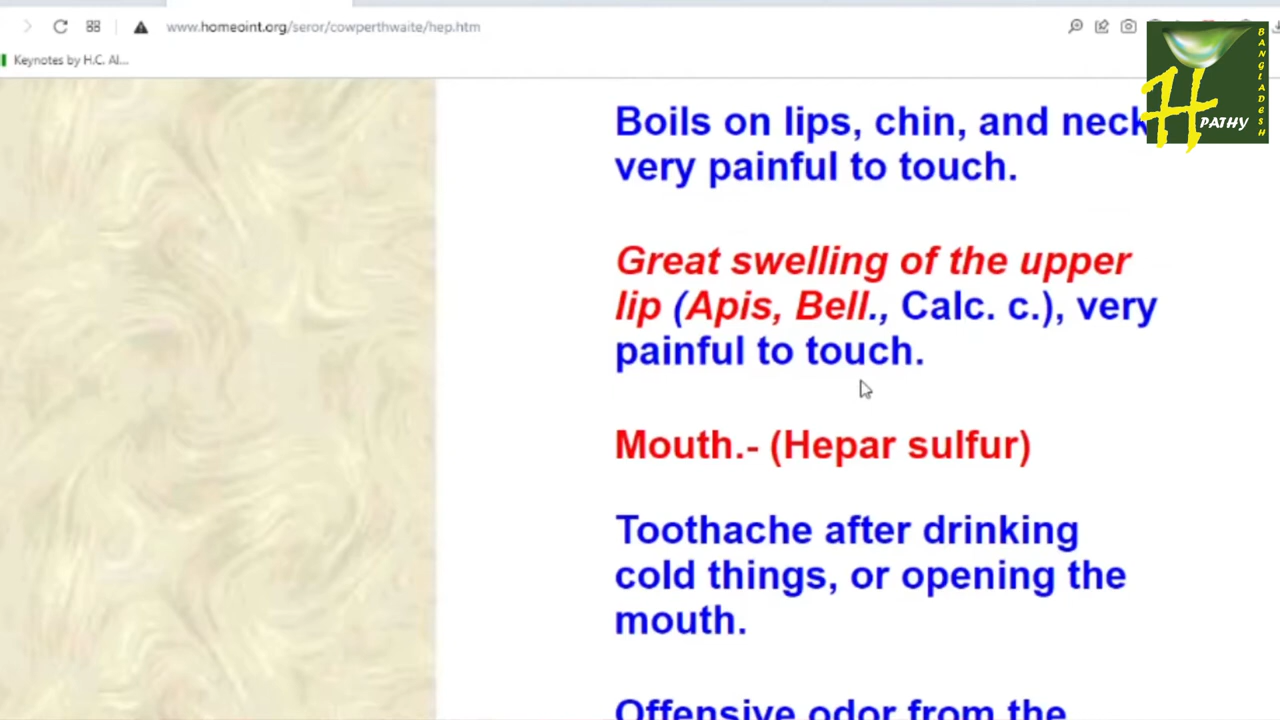 www.homeoint.org/seror/cowperthwaite/hep.htm
Keynotes by H.C. Al...
H
PATHY
BANGLADESH
Boils on lips, chin, and neck
very painful to touch.
Great swelling of the upper
lip (Apis, Bell., Calc. c.), very
painful to touch.
Mouth.- (Hepar sulfur)
Toothache after drinking
cold things, or opening the
mouth.
Offensive odor from the